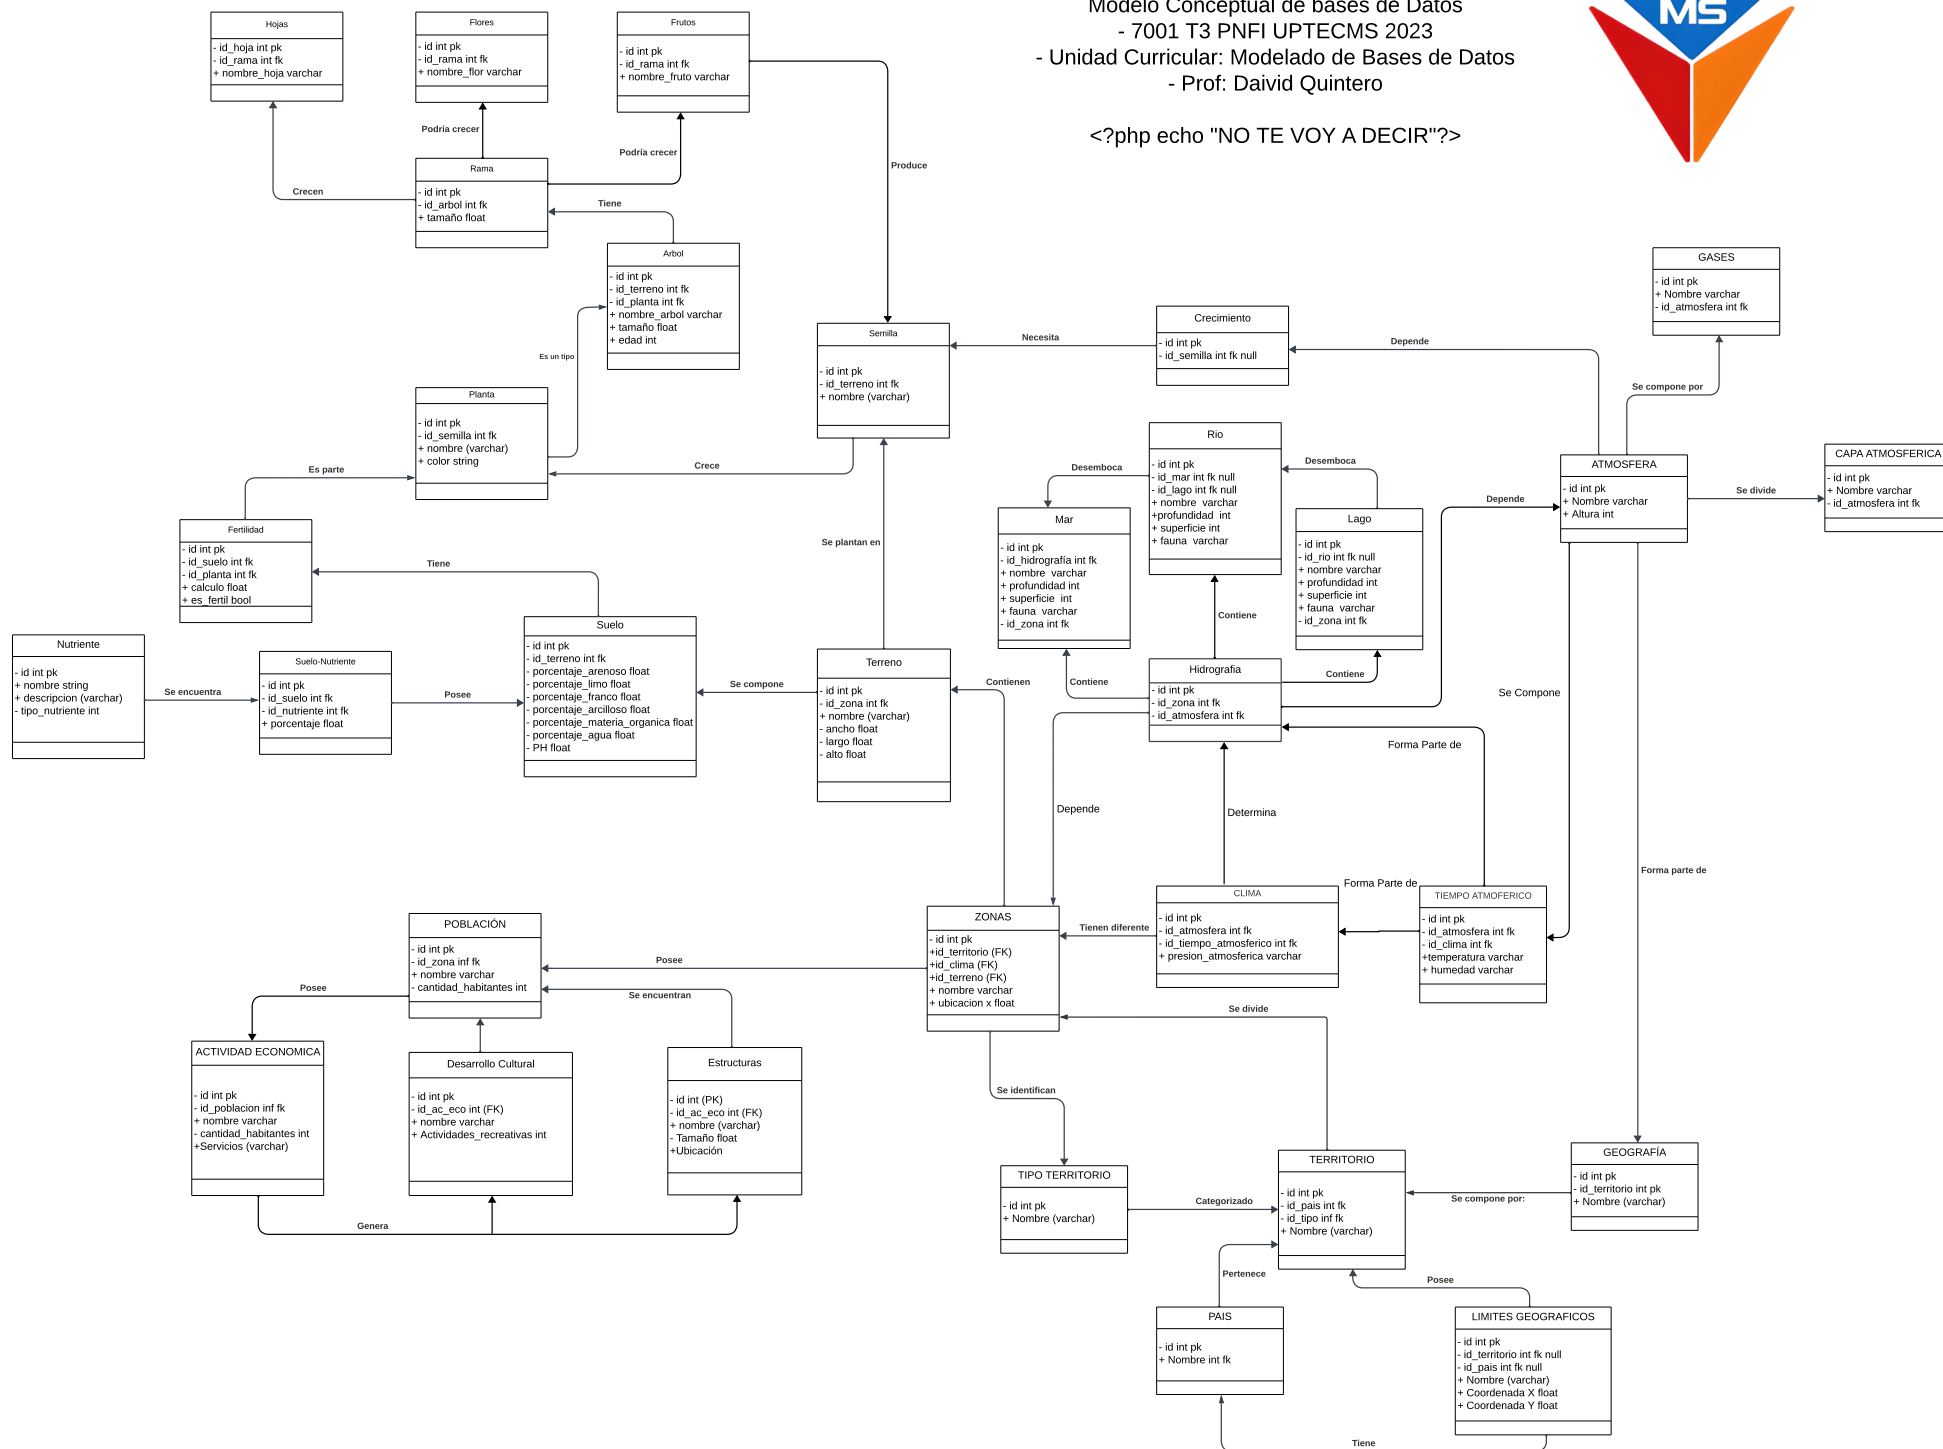 Modelo Conceptual de bases de Datos
- 7001 T3 PNFI UPTECMS 2023
- Unidad Curricular: Modelado de Bases de Datos
- Prof: Daivid Quintero
<?php echo "NO TE VOY A DECIR"?>
MS
Hojas
- id_hoja int pk
- id_rama int fk
+ nombre_hoja varchar
Flores
- id int pk
- id_rama int fk
+ nombre_flor varchar
Frutos
- id int pk
- id_rama int fk
+ nombre_fruto varchar
Podría crecer
Podría crecer
Produce
Crecen
Rama
- id int pk
- id_arbol int fk
+ tamaño float
Tiene
Arbol
- id int pk
- id_terreno int fk
- id_planta int fk
+ nombre_arbol varchar
+ tamaño float
+ edad int
Es un tipo
Semilla
- id int pk
- id_terreno int fk
+ nombre (varchar)
Necesita
Crecimiento
- id int pk
- id_semilla int fk null
Depende
GASES
- id int pk
+ Nombre varchar
- id_atmosfera int fk
Se compone por
Planta
- id int pk
- id_semilla int fk
+ nombre (varchar)
+ color string
Crece
Es parte
Fertilidad
- id int pk
- id_suelo int fk
- id_planta int fk
+ calculo float
+ es_fertil bool
Tiene
Se plantan en
Rio
- id int pk
- id_mar int fk null
- id_lago int fk null
+ nombre  varchar
+profundidad  int
+ superficie int
+ fauna  varchar
Desemboca
Desemboca
Mar
- id int pk
- id_hidrografía int fk
+ nombre  varchar
+ profundidad int
+ superficie  int
+ fauna  varchar
- id_zona int fk
Lago
- id int pk
- id_rio int fk null
+ nombre varchar
+ profundidad int
+ superficie int
+ fauna  varchar
- id_zona int fk
Depende
ATMOSFERA
- id int pk
+ Nombre varchar
+ Altura int
Se divide
CAPA ATMOSFERICA
- id int pk
+ Nombre varchar
- id_atmosfera int fk
Nutriente
- id int pk
+ nombre string
+ descripcion (varchar)
- tipo_nutriente int
Se encuentra
Suelo-Nutriente
- id int pk
- id_suelo int fk
- id_nutriente int fk
+ porcentaje float
Posee
Suelo
- id int pk
- id_terreno int fk
- porcentaje_arenoso float
- porcentaje_limo float
- porcentaje_franco float
- porcentaje_arcilloso float
- porcentaje_materia_organica float
- porcentaje_agua float
- PH float
Se compone
Terreno
- id int pk
- id_zona int fk
+ nombre (varchar)
- ancho float
- largo float
- alto float
Contienen
Contiene
Contiene
Contiene
Hidrografia
- id int pk
- id_zona int fk
- id_atmosfera int fk
Se Compone
Forma Parte de
Depende
Determina
Forma parte de
CLIMA
- id int pk
- id_atmosfera int fk
- id_tiempo_atmosferico int fk
+ presion_atmosferica varchar
Forma Parte de
TIEMPO ATMOFERICO
- id int pk
- id_atmosfera int fk
- id_clima int fk
+temperatura varchar
+ humedad varchar
Tienen diferente
ZONAS
- id int pk
+id_territorio (FK)
+id_clima (FK)
+id_terreno (FK)
+ nombre varchar
+ ubicacion x float
Posee
POBLACIÓN
- id int pk
- id_zona inf fk
+ nombre varchar
- cantidad_habitantes int
Posee
Se encuentran
Se divide
ACTIVIDAD ECONOMICA
- id int pk
- id_poblacion inf fk
+ nombre varchar
- cantidad_habitantes int
+Servicios (varchar)
Desarrollo Cultural
- id int pk
- id_ac_eco int (FK)
+ nombre varchar
+ Actividades_recreativas int
Estructuras
- id int (PK)
- id_ac_eco int (FK)
+ nombre (varchar)
- Tamaño float
+Ubicación
Genera
Se identifican
TIPO TERRITORIO
- id int pk
+ Nombre (varchar)
Categorizado
TERRITORIO
- id int pk
- id_pais int fk
- id_tipo inf fk
+ Nombre (varchar)
Se compone por:
GEOGRAFÍA
- id int pk
- id_territorio int pk
+ Nombre (varchar)
Pertenece
Posee
PAIS
- id int pk
+ Nombre int fk
LIMITES GEOGRAFICOS
- id int pk
- id_territorio int fk null
- id_pais int fk null
+ Nombre (varchar)
+ Coordenada X float
+ Coordenada Y float
Tiene